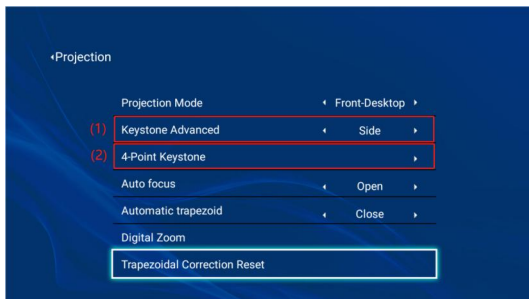 Projection
Projection Mode Front-Desktop
(1) Keystone Advanced Side
(2) 4-Point Keystone
Auto focus Open
Automatic trapezoid Close
Digital Zoom
Trapezoidal Correction Reset